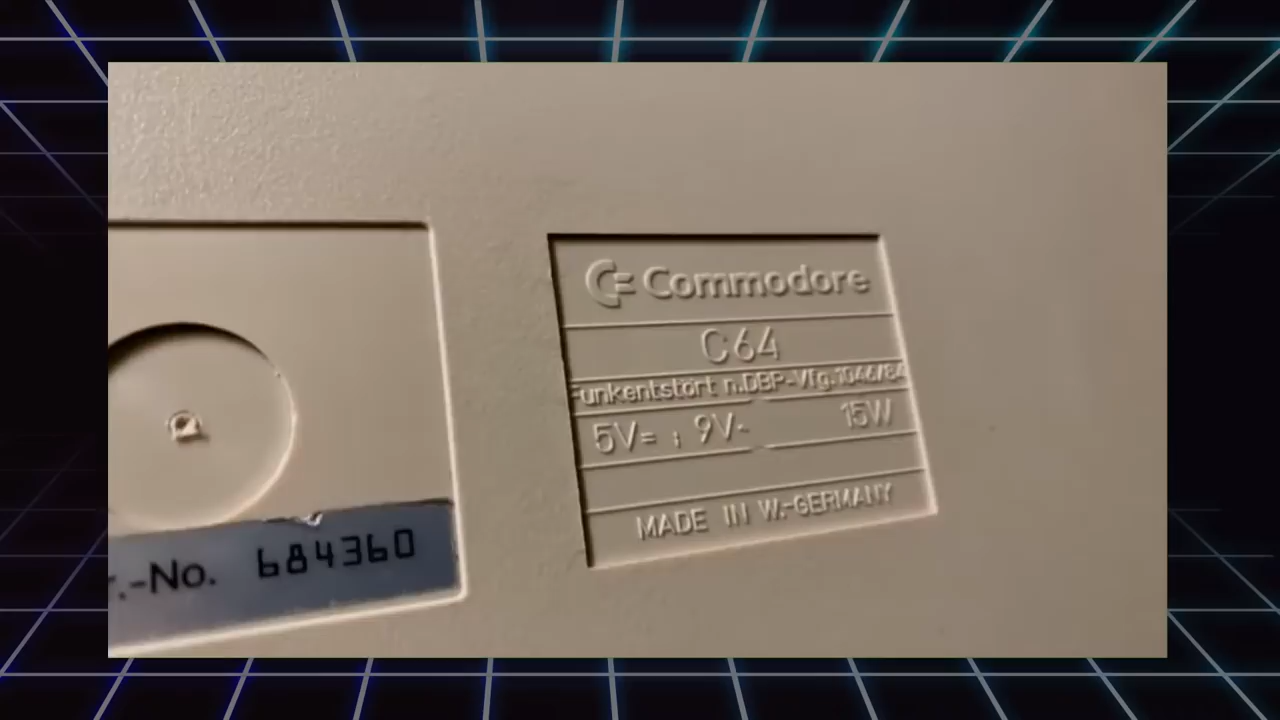 Commodore
C64
Funkentstört n.DBP-Vfg.1046/84
5V= ; 9V~ 15W
MADE IN W.-GERMANY
r.-No. 684360